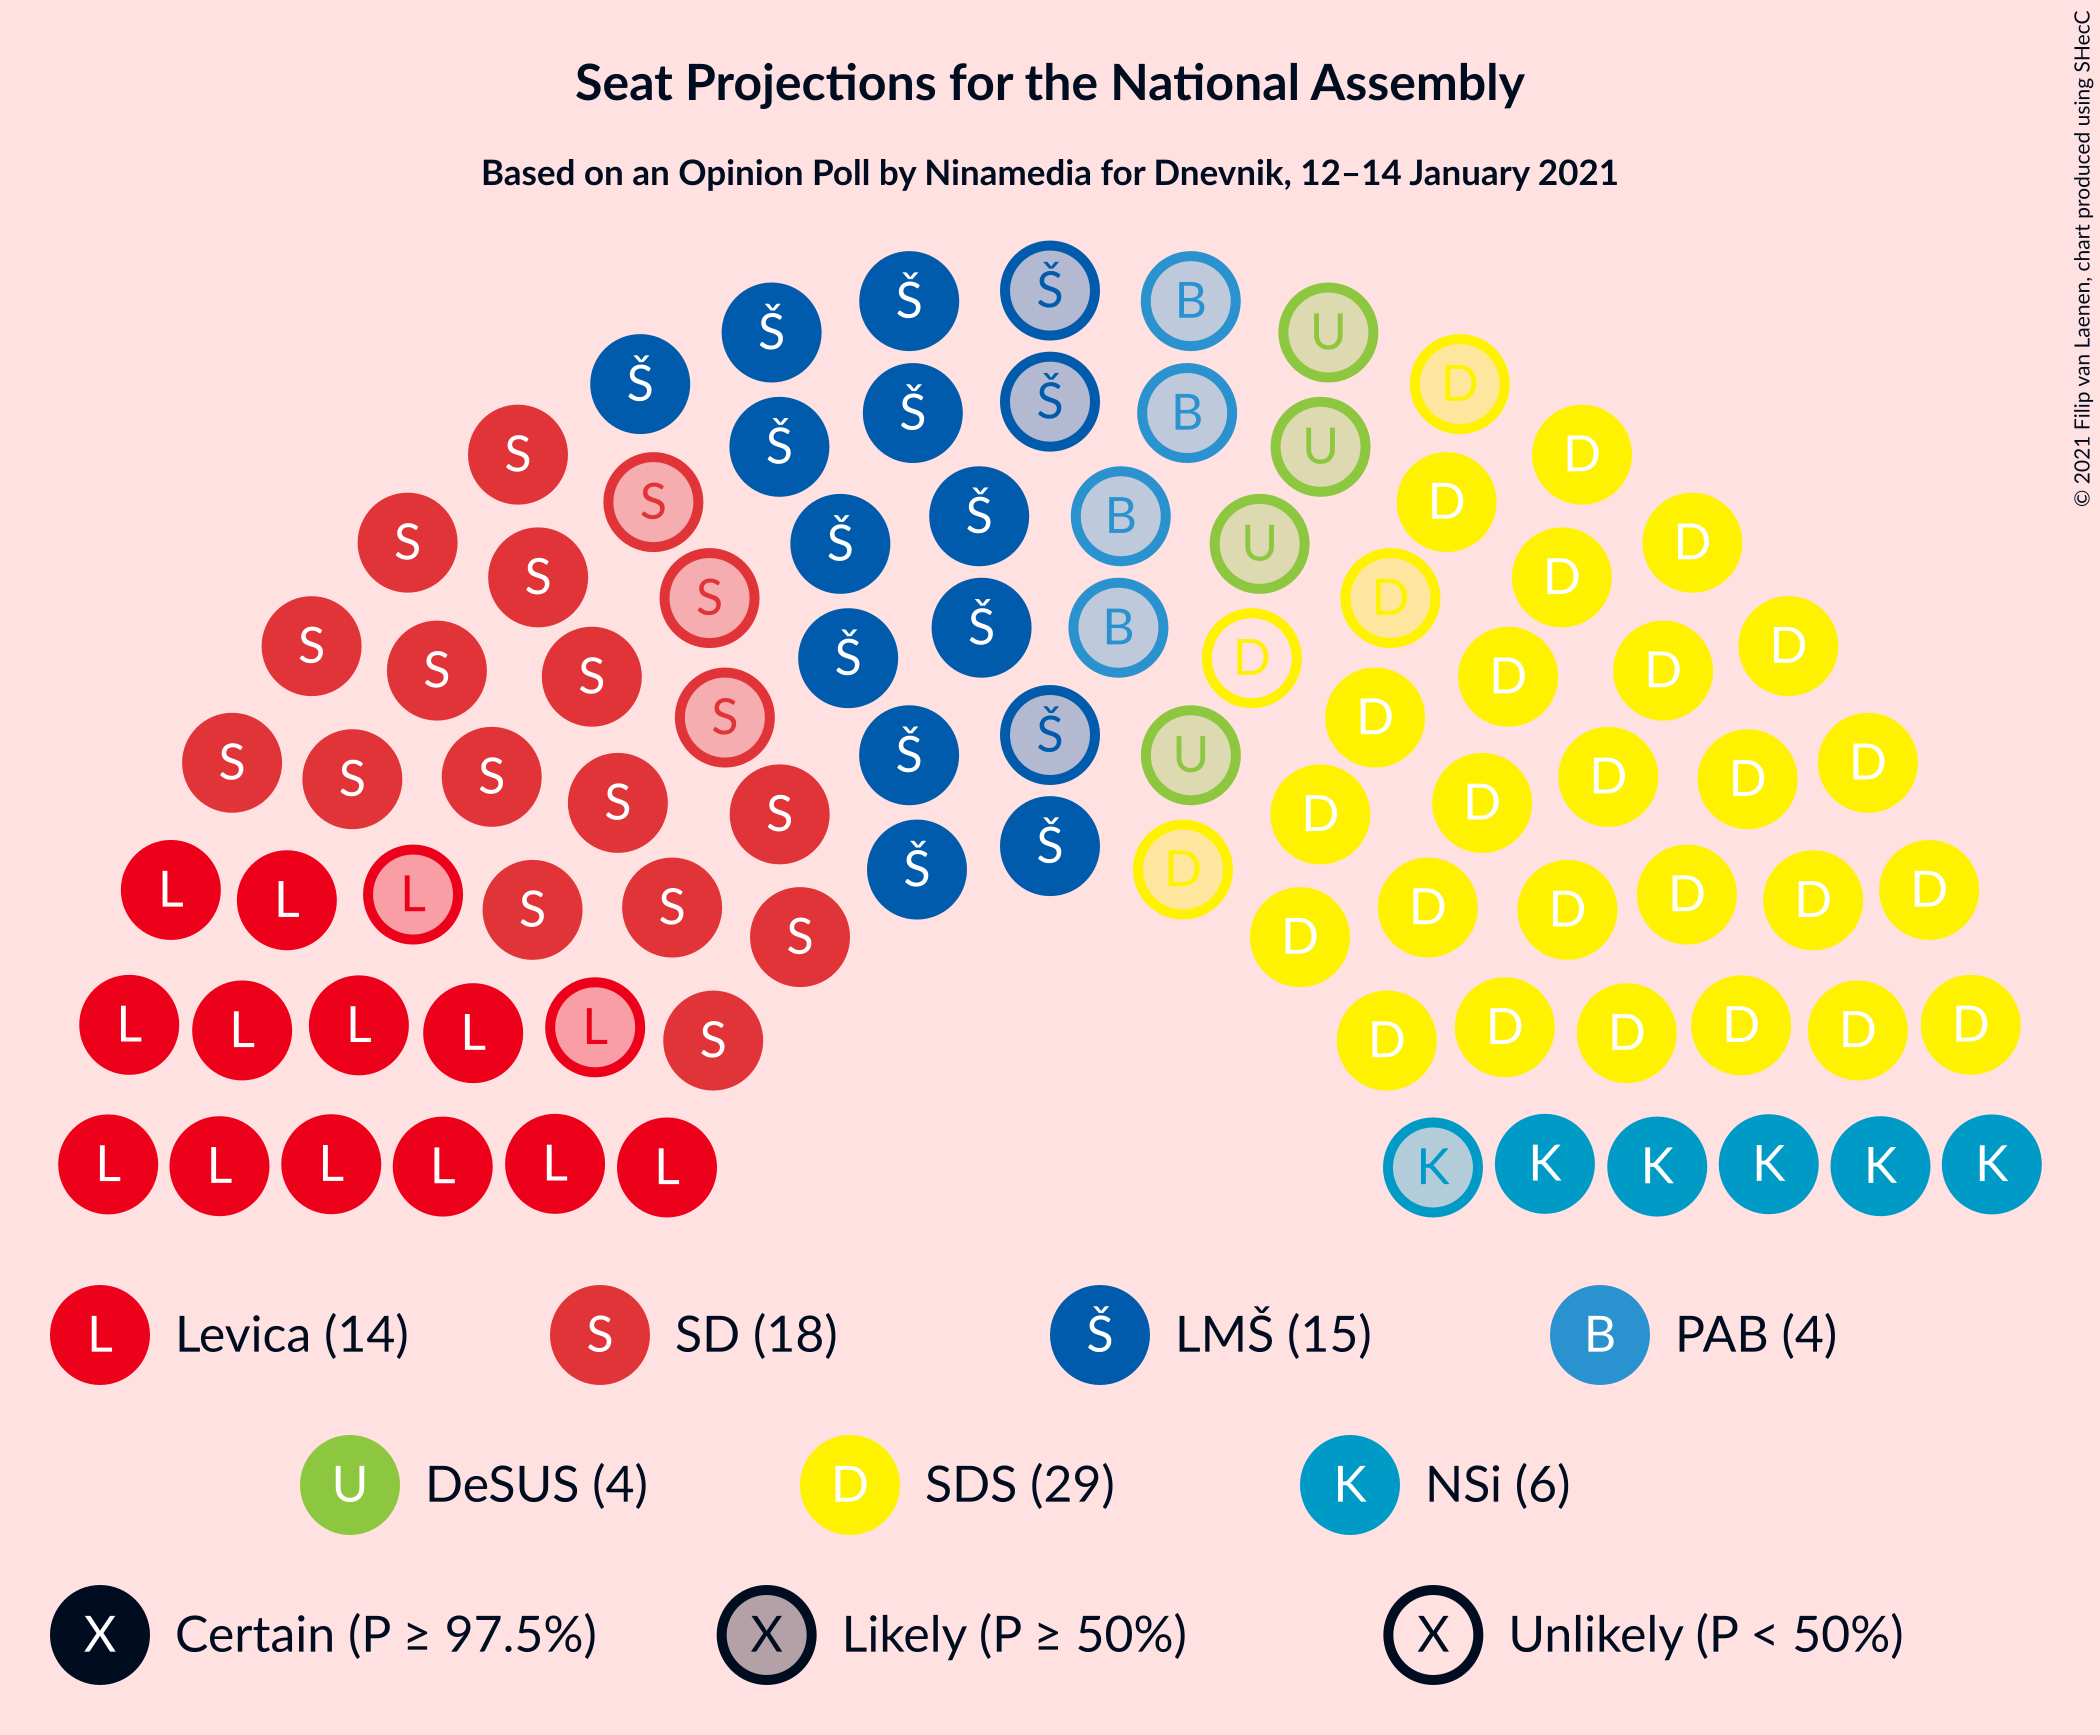 Seat Projections for the National Assembly
Based on an Opinion Poll by Ninamedia for Dnevnik, 12–14 January 2021
© 2021 Filip van Laenen, chart produced using SHecC
Š Š Š B U
Š D
Š Š B
S Š U D
S S Š B D
S Š U D
S D
S Š B D
S Š D D
S S D D
S Š Š U D
S S S D D D
S S D D
L L L S S Š Š D D D D D D
S D
L L L L L S D D D D D D
L L L L L L K K K K K K
L Levica (14) S SD (18) Š LMŠ (15) B PAB (4)
U DeSUS (4) D SDS (29) K NSi (6)
X Certain (P ≥ 97.5%) X Likely (P ≥ 50%) X Unlikely (P < 50%)